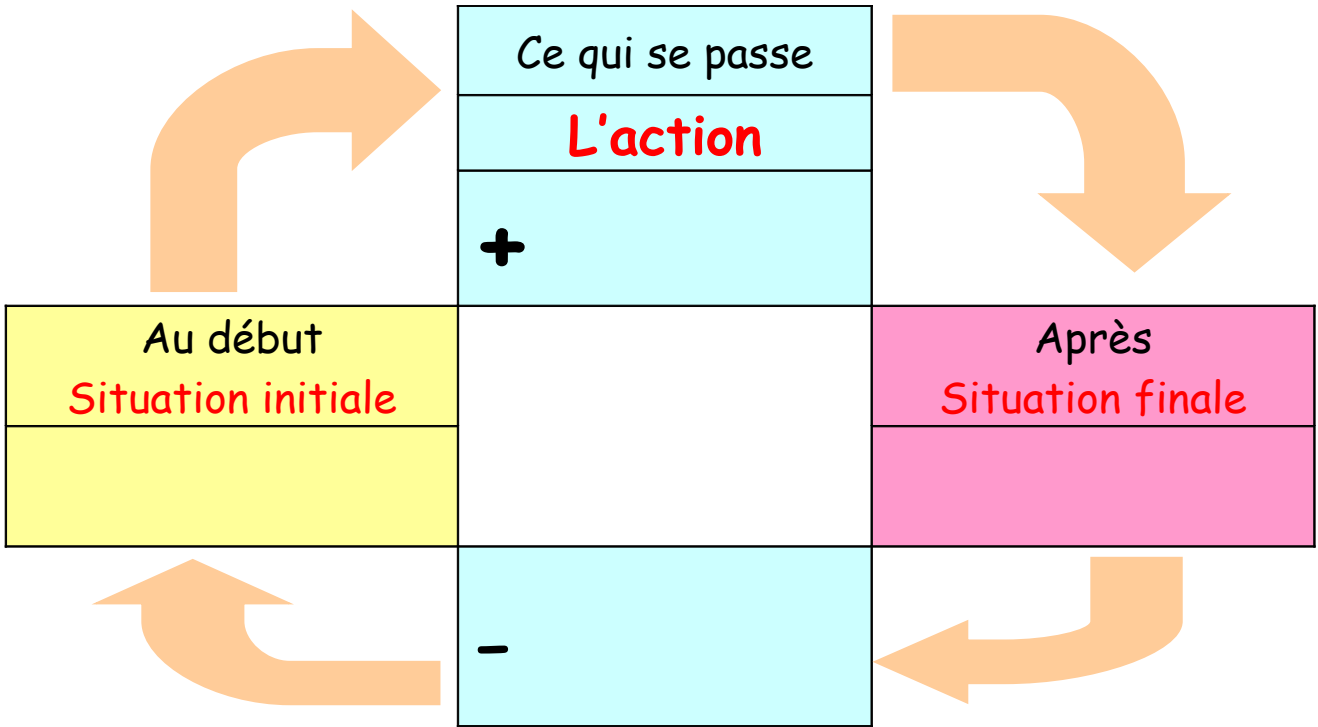 Ce qui se passe
L'action
+
Au début
Situation initiale
Après
Situation finale
-